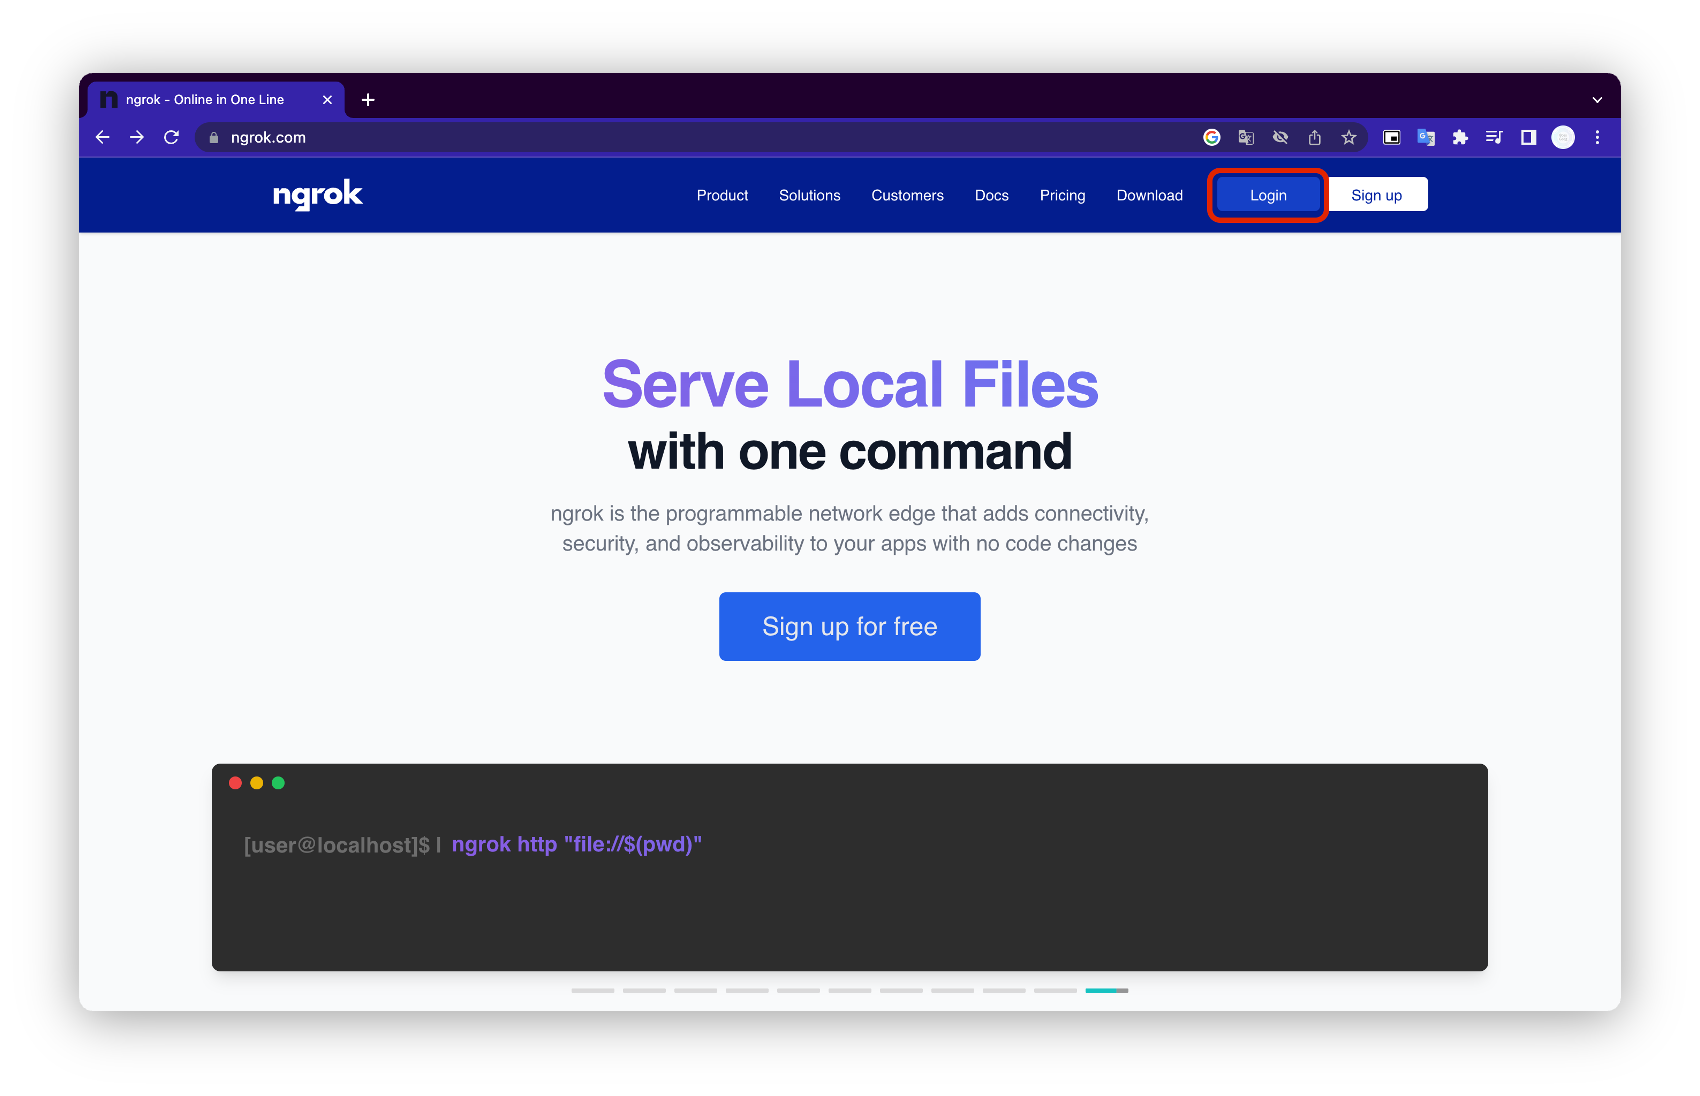 ngrok - Online in One Line
ngrok.com
ngrok
Product Solutions Customers Docs Pricing Download Login Sign up
Serve Local Files
with one command
ngrok is the programmable network edge that adds connectivity,
security, and observability to your apps with no code changes
Sign up for free
[user@localhost]$ | ngrok http "file://$(pwd)"